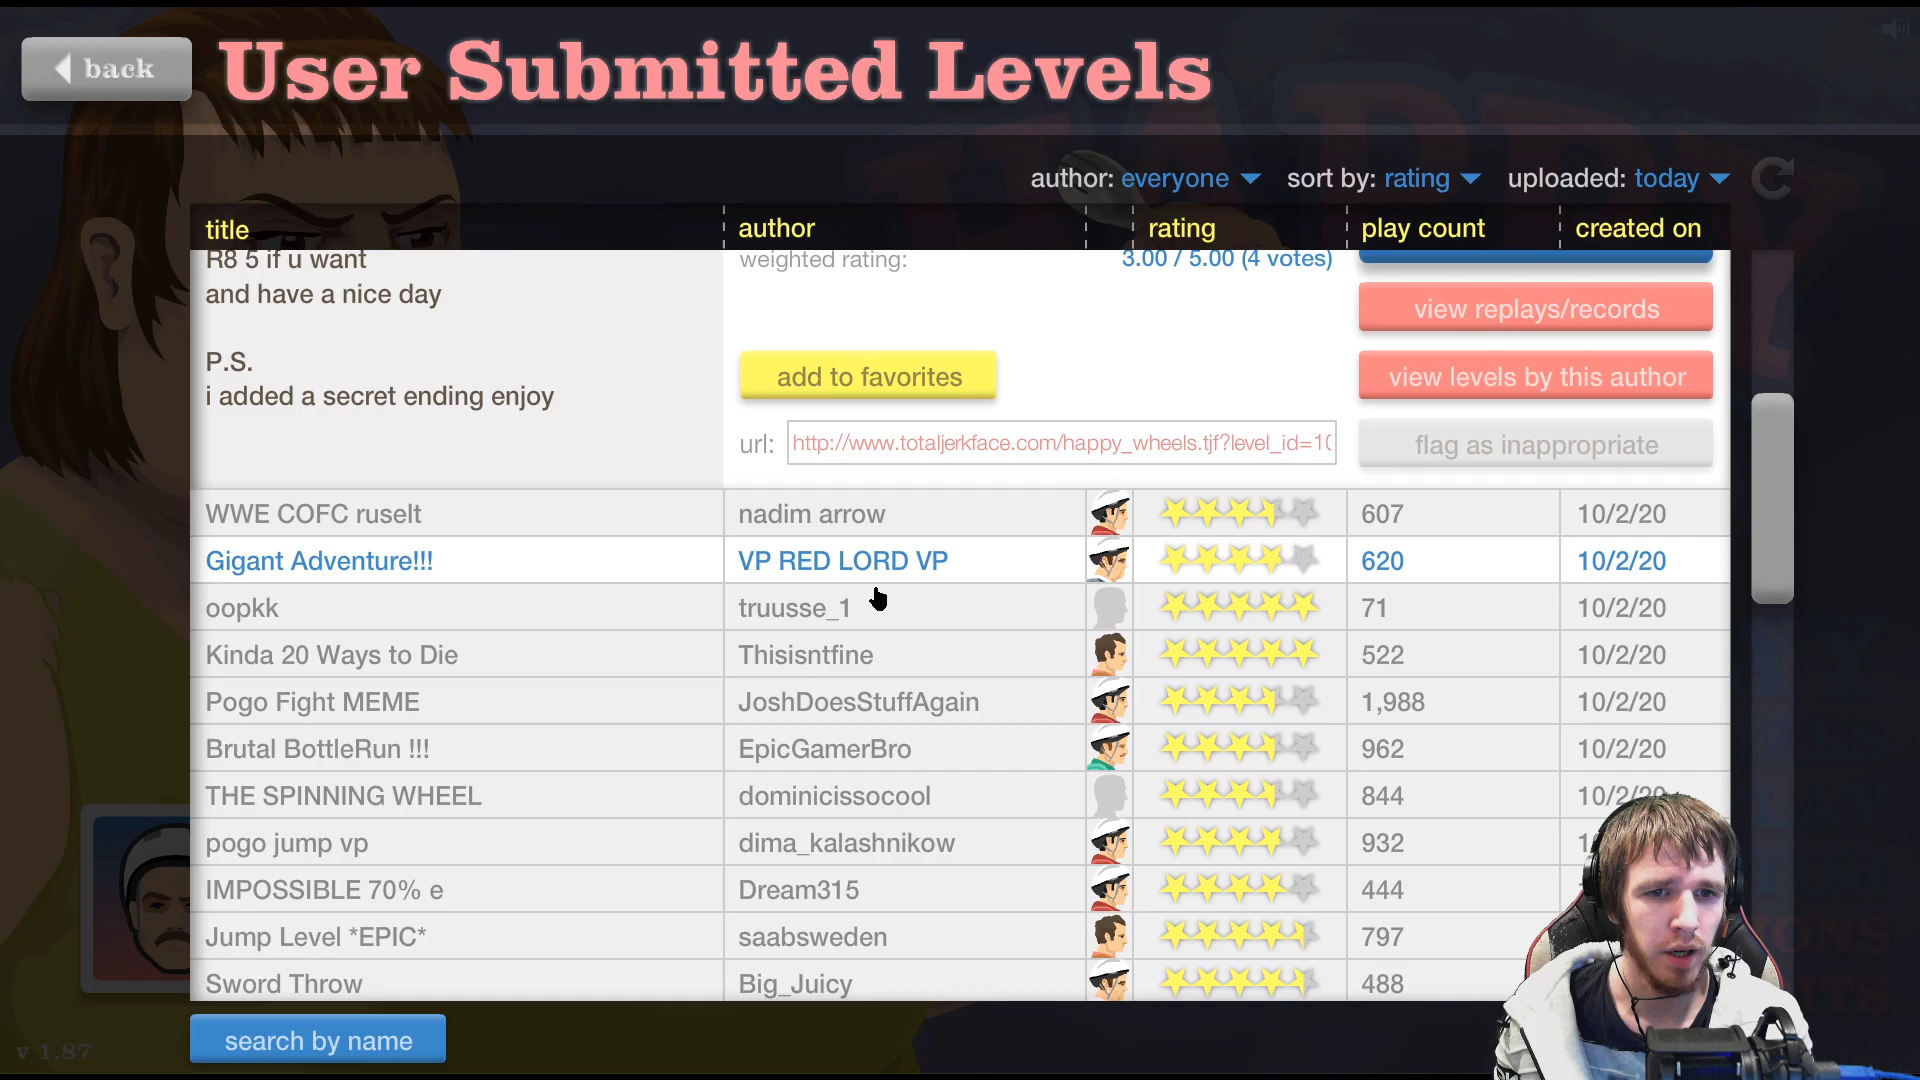 back
User Submitted Levels
author: everyone sort by: rating uploaded: today
title author rating play count created on
R8 5 if u want
weighted rating: 3.00 / 5.00 (4 votes)
and have a nice day
view replays/records
P.S.
i added a secret ending enjoy
add to favorites
view levels by this author
url: http://www.totaljerkface.com/happy_wheels.tjf?level_id=10
flag as inappropriate
WWE COFC ruselt nadim arrow 607 10/2/20
Gigant Adventure!!! VP RED LORD VP 620 10/2/20
oopkk truusse_1 71 10/2/20
Kinda 20 Ways to Die Thisisntfine 522 10/2/20
Pogo Fight MEME JoshDoesStuffAgain 1,988 10/2/20
Brutal BottleRun !!! EpicGamerBro 962 10/2/20
THE SPINNING WHEEL dominicissocool 844 10/2/20
pogo jump vp dima_kalashnikow 932
IMPOSSIBLE 70% e Dream315 444
Jump Level *EPIC* saabsweden 797
Sword Throw Big_Juicy 488
search by name
v 1.87